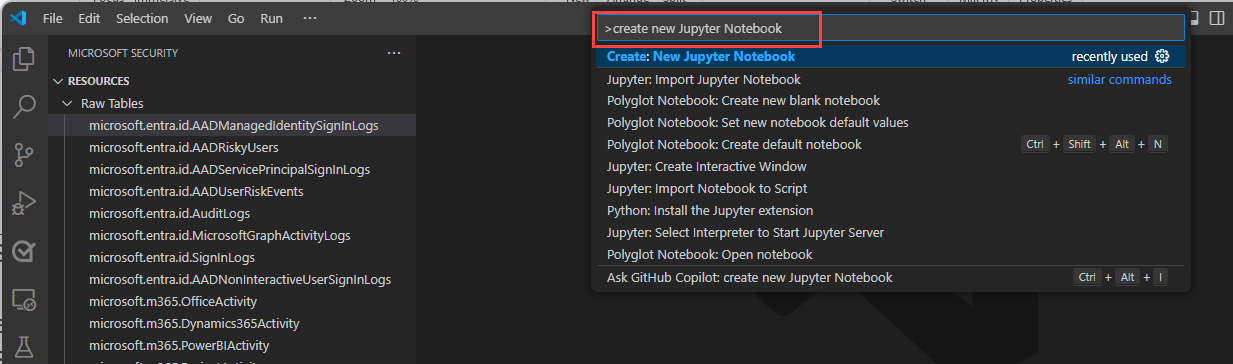 File Edit Selection View Go Run ···
>create new Jupyter Notebook
MICROSOFT SECURITY ···
RESOURCES
Raw Tables
microsoft.entra.id.AADManagedIdentitySignInLogs
microsoft.entra.id.AADRiskyUsers
microsoft.entra.id.AADServicePrincipalSignInLogs
microsoft.entra.id.AADUserRiskEvents
microsoft.entra.id.AuditLogs
microsoft.entra.id.MicrosoftGraphActivityLogs
microsoft.entra.id.SignInLogs
microsoft.entra.id.AADNonInteractiveUserSignInLogs
microsoft.m365.OfficeActivity
microsoft.m365.Dynamics365Activity
microsoft.m365.PowerBIActivity
Create: New Jupyter Notebook recently used
Jupyter: Import Jupyter Notebook similar commands
Polyglot Notebook: Create new blank notebook
Polyglot Notebook: Set new notebook default values
Polyglot Notebook: Create default notebook Ctrl + Shift + Alt + N
Jupyter: Create Interactive Window
Jupyter: Import Notebook to Script
Python: Install the Jupyter extension
Jupyter: Select Interpreter to Start Jupyter Server
Polyglot Notebook: Open notebook
Ask GitHub Copilot: create new Jupyter Notebook Ctrl + Alt + I